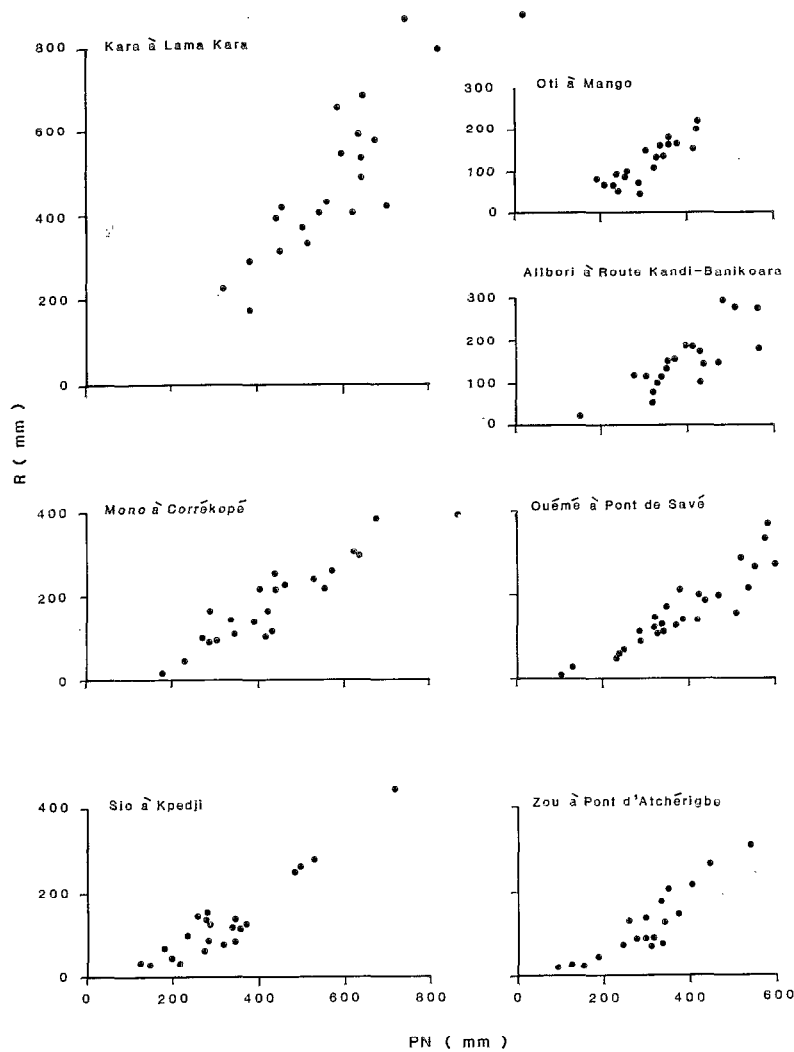 Kara à Lama Kara
800
600
400
200
0
Oti à Mango
300
200
100
0
Alibori à Route Kandi-Banikoara
300
200
100
0
R ( mm )
Mono à Corrékopé
400
200
0
Ouémé à Pont de Savé
Sio à Kpedji
400
200
0
0 200 400 600 800
Zou à Pont d'Atchérigbe
0 200 400 600
PN ( mm )